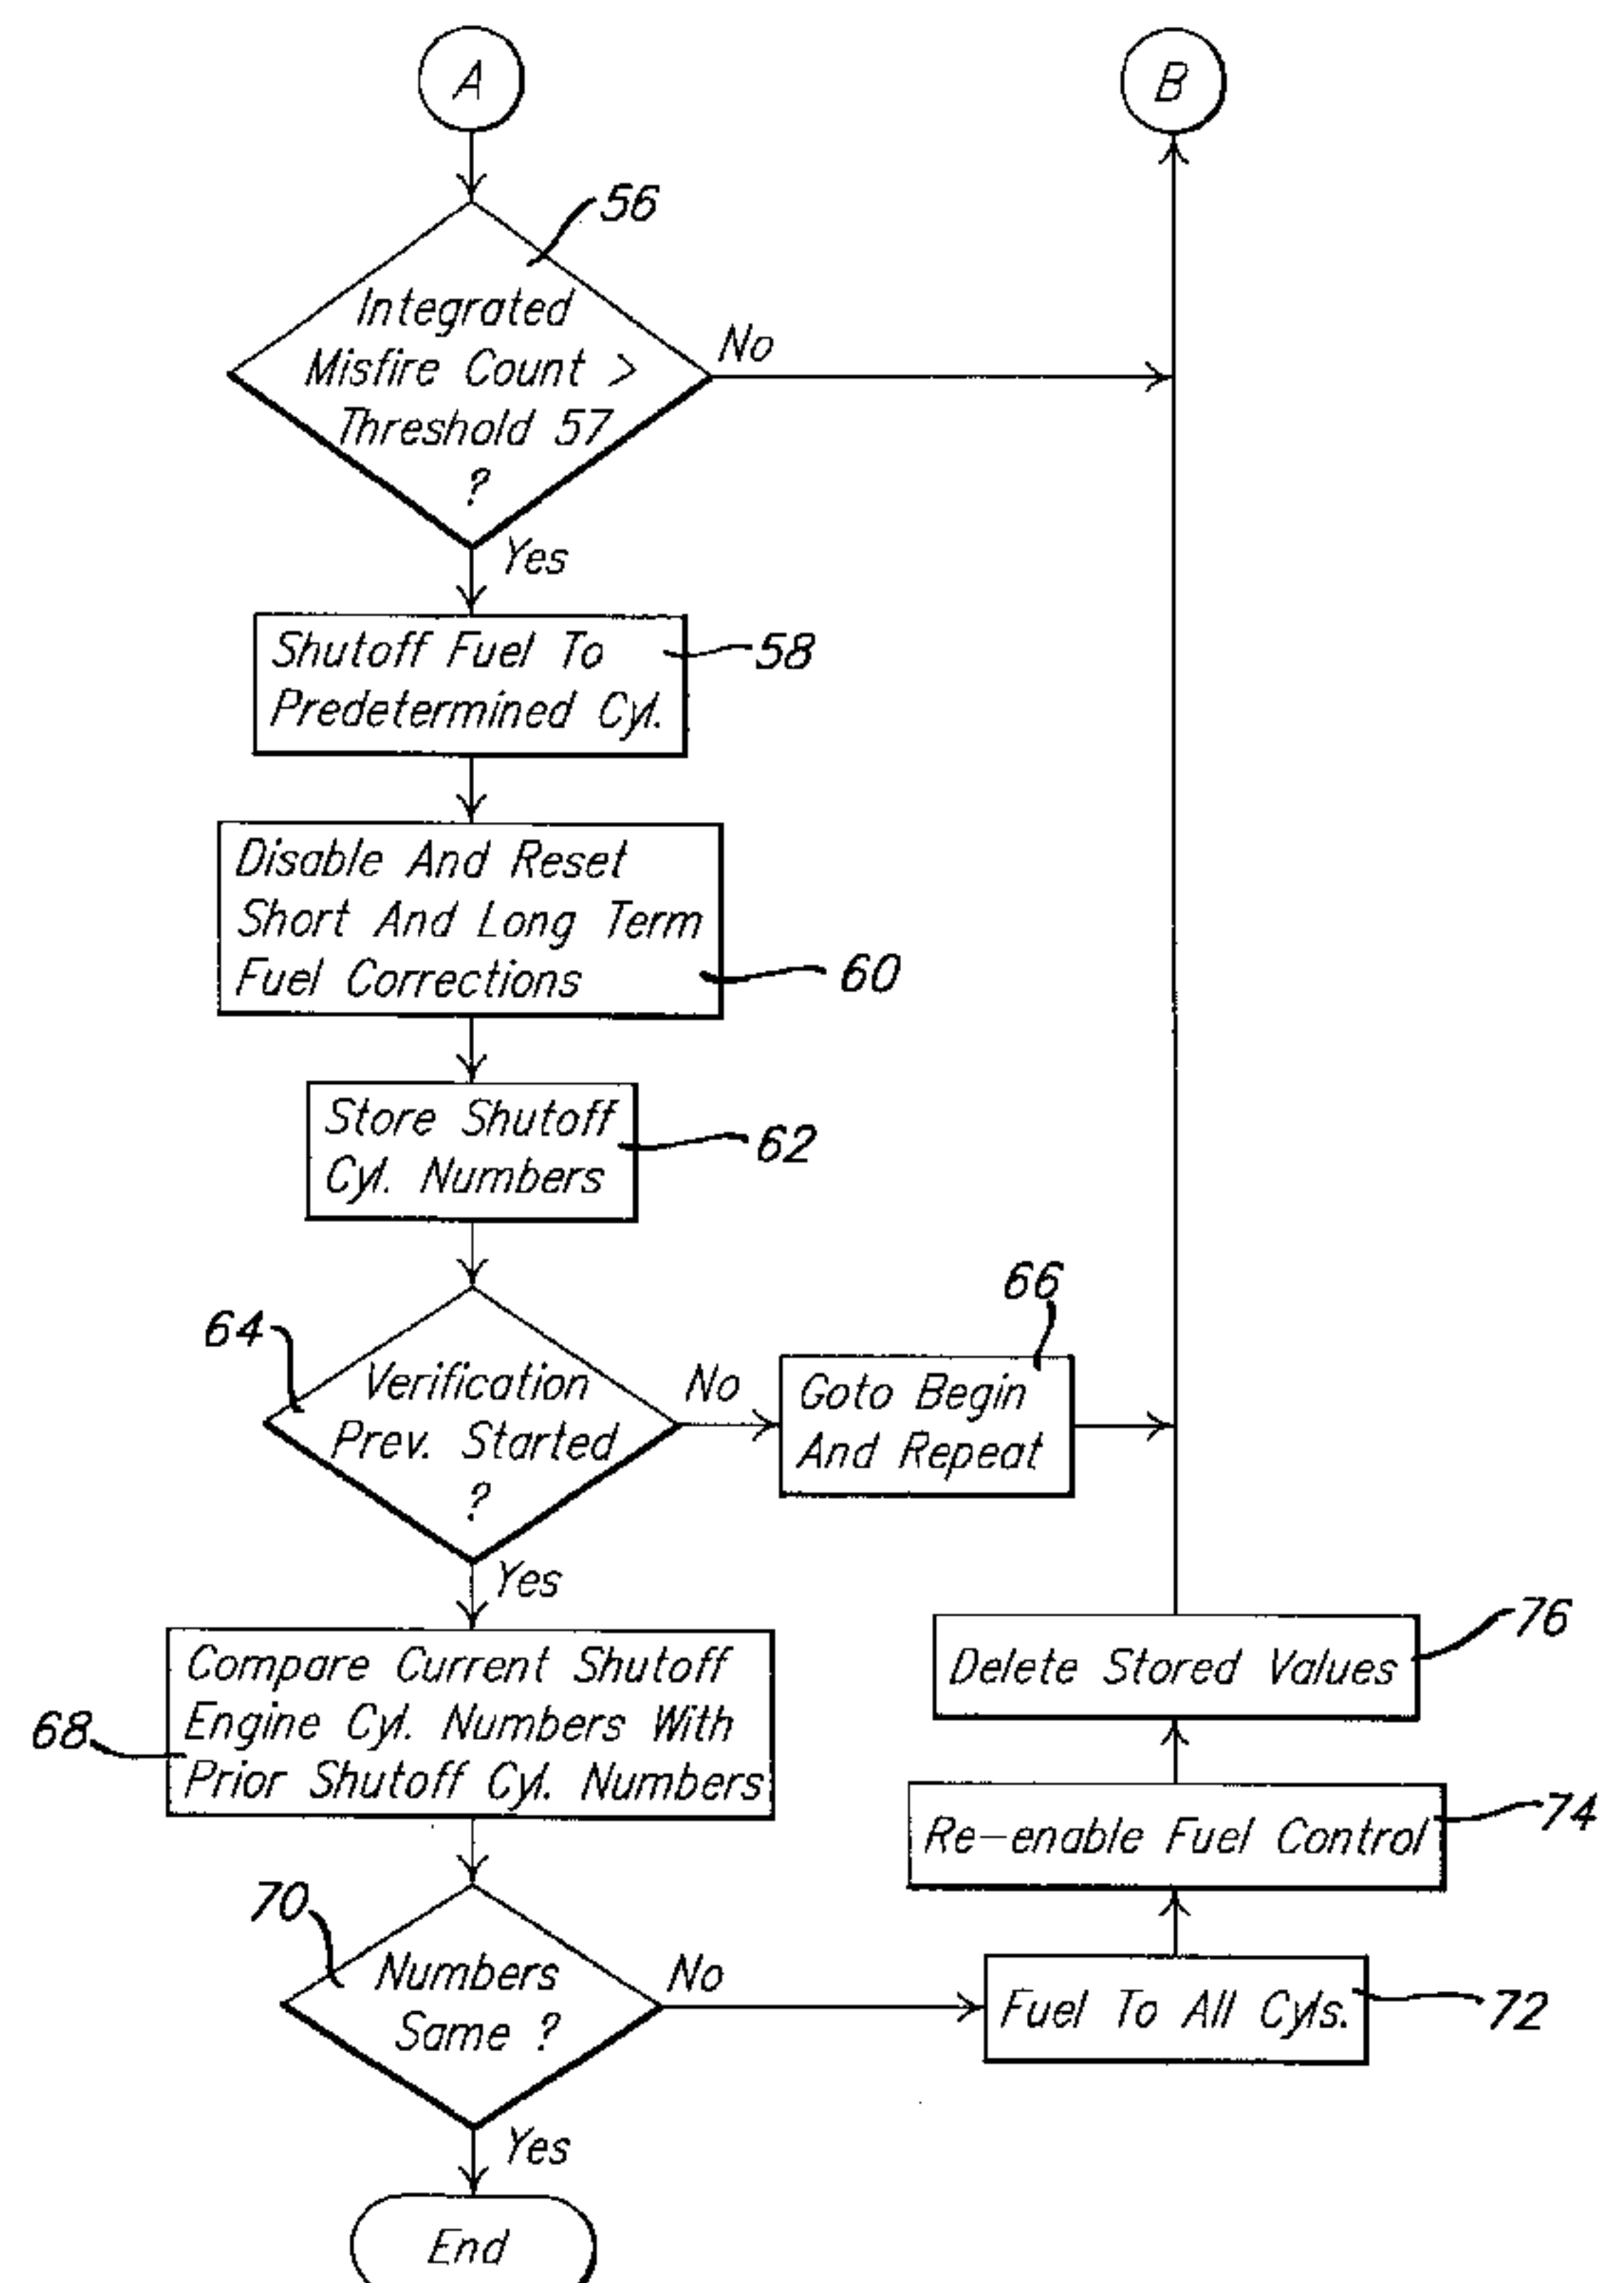 A
B
56
Integrated
Misfire Count >
Threshold 57
?
No
Yes
Shutoff Fuel To
Predetermined Cyl.
58
Disable And Reset
Short And Long Term
Fuel Corrections
60
Store Shutoff
Cyl. Numbers
62
64
Verification
Prev. Started
?
No
66
Goto Begin
And Repeat
Yes
68
Compare Current Shutoff
Engine Cyl. Numbers With
Prior Shutoff Cyl. Numbers
76
Delete Stored Values
74
Re-enable Fuel Control
70
Numbers
Same ?
No
Fuel To All Cyls.
72
Yes
End